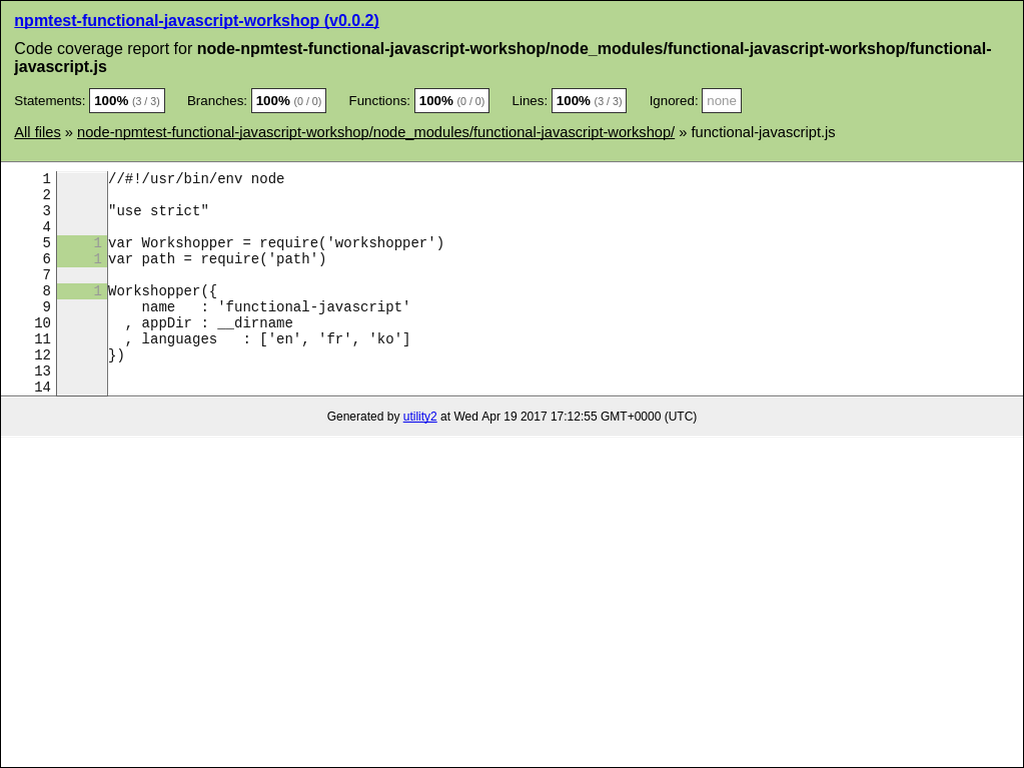 npmtest-functional-javascript-workshop (v0.0.2)
Code coverage report for node-npmtest-functional-javascript-workshop/node_modules/functional-javascript-workshop/functional-
javascript.js
Statements: 100% (3 / 3) Branches: 100% (0 / 0) Functions: 100% (0 / 0) Lines: 100% (3 / 3) Ignored: none
All files » node-npmtest-functional-javascript-workshop/node_modules/functional-javascript-workshop/ » functional-javascript.js
1 //#!/usr/bin/env node
2
3 "use strict"
4
5 1 var Workshopper = require('workshopper')
6 1 var path = require('path')
7
8 1 Workshopper({
9     name   : 'functional-javascript'
10   , appDir : __dirname
11   , languages   : ['en', 'fr', 'ko']
12 })
13
14
Generated by utility2 at Wed Apr 19 2017 17:12:55 GMT+0000 (UTC)